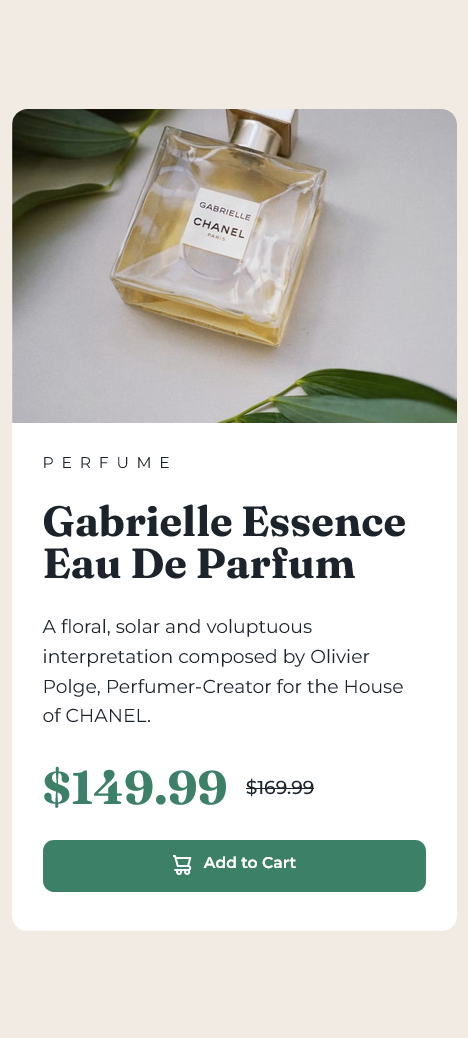 GABRIELLE
CHANEL
PARIS
PERFUME
Gabrielle Essence
Eau De Parfum
A floral, solar and voluptuous
interpretation composed by Olivier
Polge, Perfumer-Creator for the House
of CHANEL.
$149.99 $169.99
Add to Cart